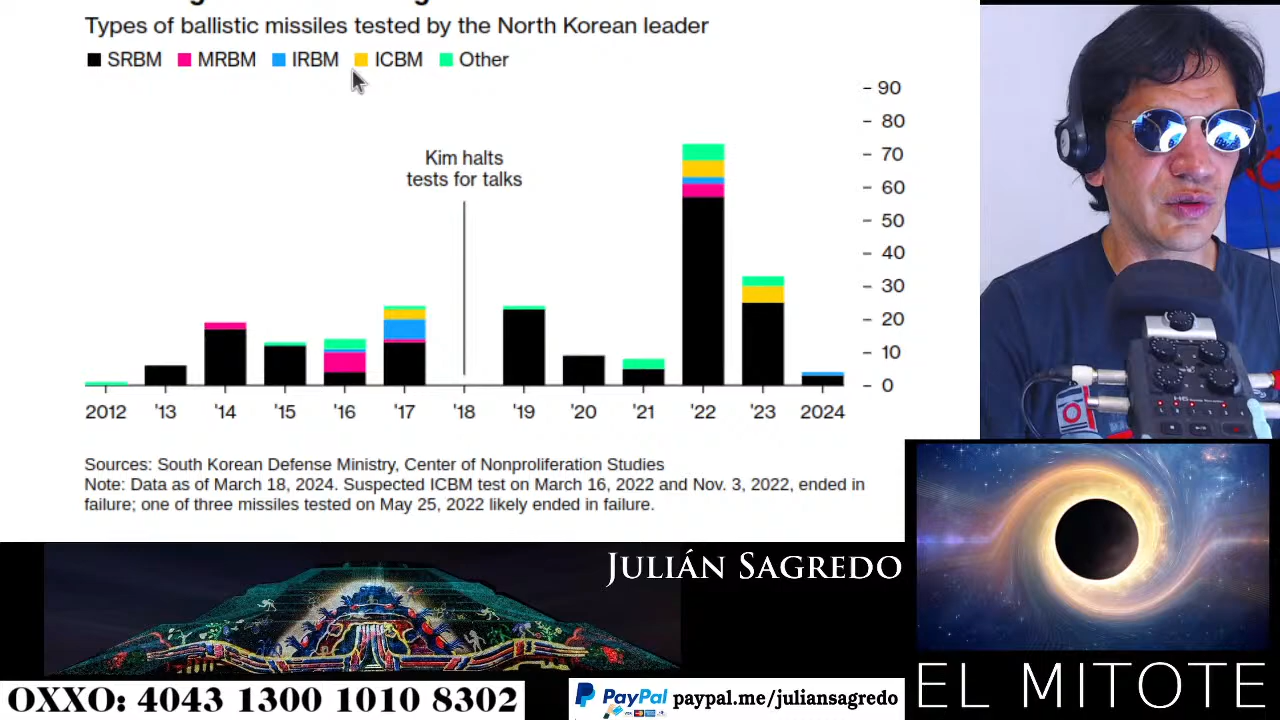 Types of ballistic missiles tested by the North Korean leader
SRBM MRBM IRBM ICBM Other
90
80
Kim halts
tests for talks
70
60
50
40
30
20
10
0
2012 '13 '14 '15 '16 '17 '18 '19 '20 '21 '22 '23 2024
Sources: South Korean Defense Ministry, Center of Nonproliferation Studies
Note: Data as of March 18, 2024. Suspected ICBM test on March 16, 2022 and Nov. 3, 2022, ended in
failure; one of three missiles tested on May 25, 2022 likely ended in failure.
H6
JULIÁN SAGREDO
EL MITOTE
OXXO: 4043 1300 1010 8302
PayPal paypal.me/juliansagredo